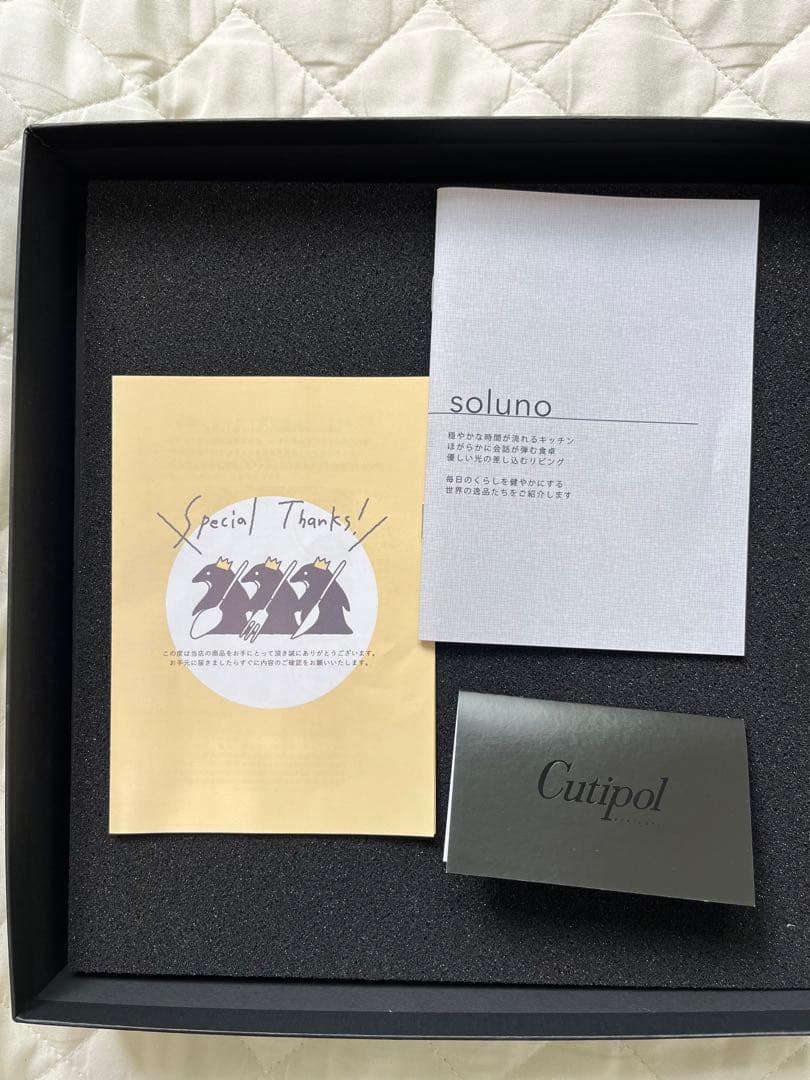 soluno
穏やかな時間が流れるキッチン
ほがらかに会話が弾む食卓
優しい光の差し込むリビング
毎日のくらしを健やかにする
世界の逸品たちをご紹介します
Special Thanks!
この度は当店の商品をお手にとって頂き誠にありがとうございます。
お手元に届きましたらすぐに内容のご確認をお願いいたします。
Cutipol